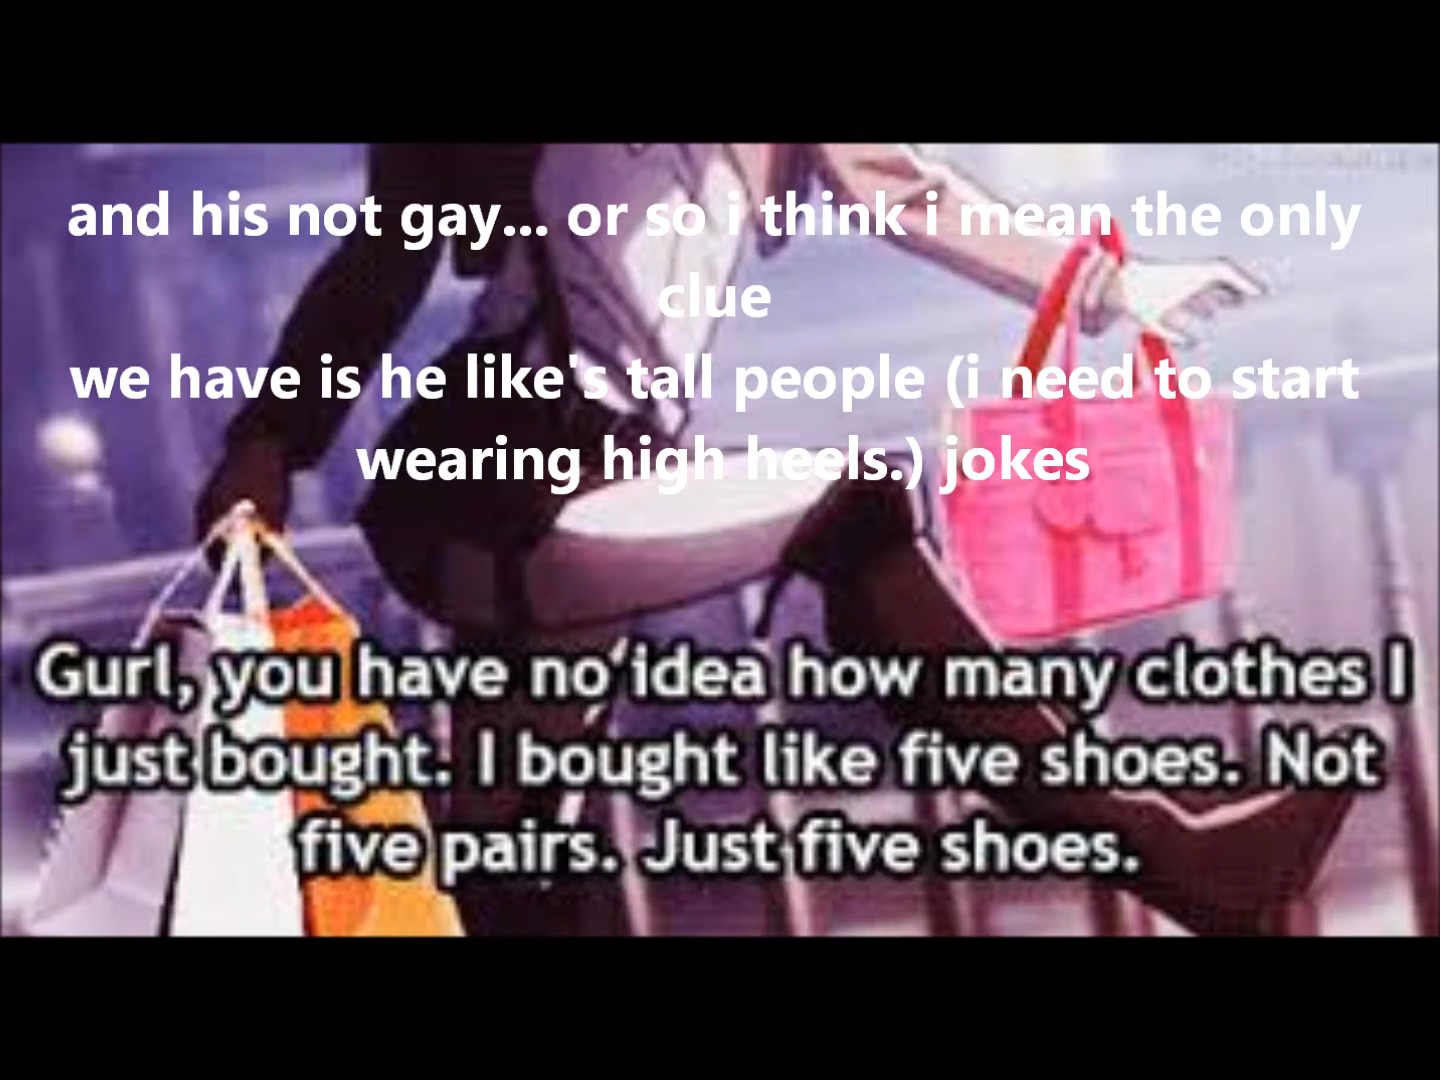 and his not gay... or so i think i mean the only
clue
we have is he like's tall people (i need to start
wearing high heels.) jokes
Gurl, you have no idea how many clothes I
just bought. I bought like five shoes. Not
five pairs. Just five shoes.